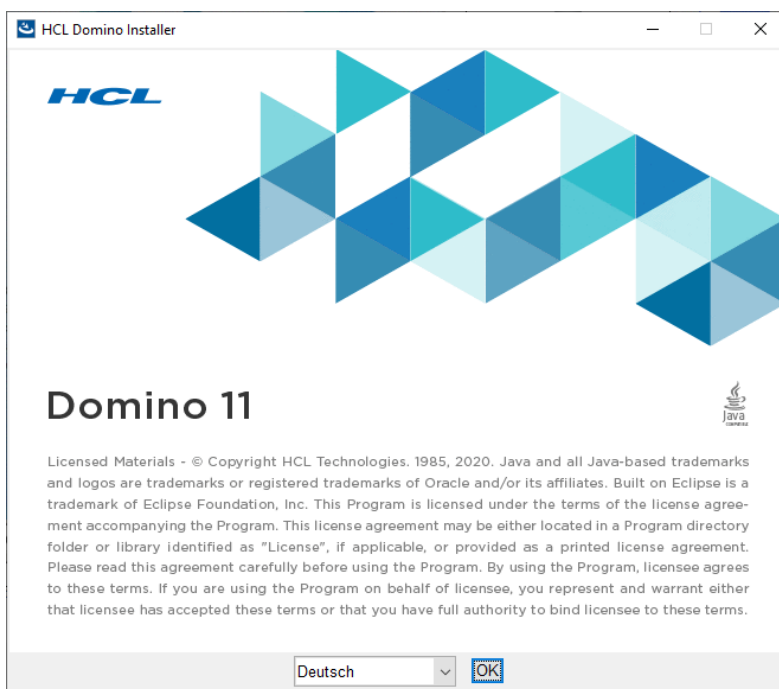 HCL Domino Installer
HCL
Domino 11
Java
COMPATIBLE
Licensed Materials - © Copyright HCL Technologies. 1985, 2020. Java and all Java-based trademarks
and logos are trademarks or registered trademarks of Oracle and/or its affiliates. Built on Eclipse is a
trademark of Eclipse Foundation, Inc. This Program is licensed under the terms of the license agree-
ment accompanying the Program. This license agreement may be either located in a Program directory
folder or library identified as "License", if applicable, or provided as a printed license agreement.
Please read this agreement carefully before using the Program. By using the Program, licensee agrees
to these terms. If you are using the Program on behalf of licensee, you represent and warrant either
that licensee has accepted these terms or that you have full authority to bind licensee to these terms.
Deutsch
OK